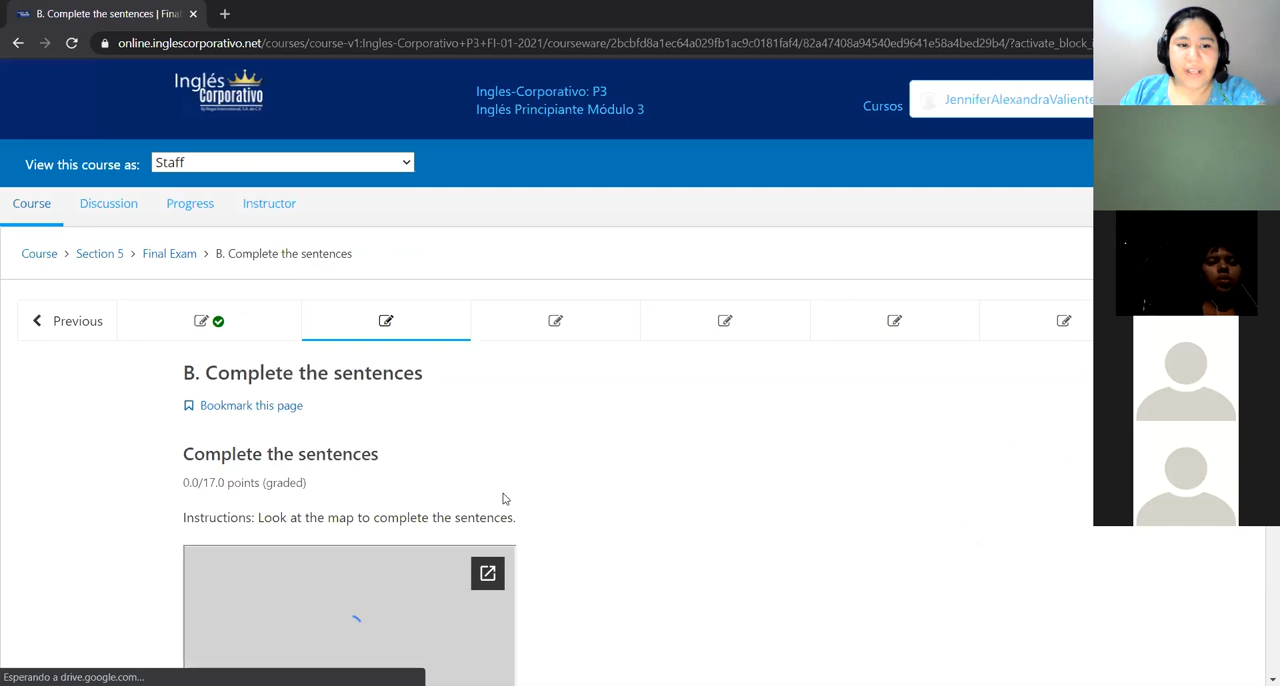 B. Complete the sentences | Fina
online.inglescorporativo.net/courses/course-v1:Ingles-Corporativo+P3+FI-01-2021/courseware/2bcbfd8a1ec64a029fb1ac9c0181faf4/82a47408a94540ed9641e58a4bed29b4/?activate_block_i
Inglés
Corporativo
Ingles-Corporativo: P3
Inglés Principiante Módulo 3
Cursos
JenniferAlexandraValiente
View this course as:
Staff
Course
Discussion
Progress
Instructor
Course > Section 5 > Final Exam > B. Complete the sentences
Previous
B. Complete the sentences
Bookmark this page
Complete the sentences
0.0/17.0 points (graded)
Instructions: Look at the map to complete the sentences.
Esperando a drive.google.com...